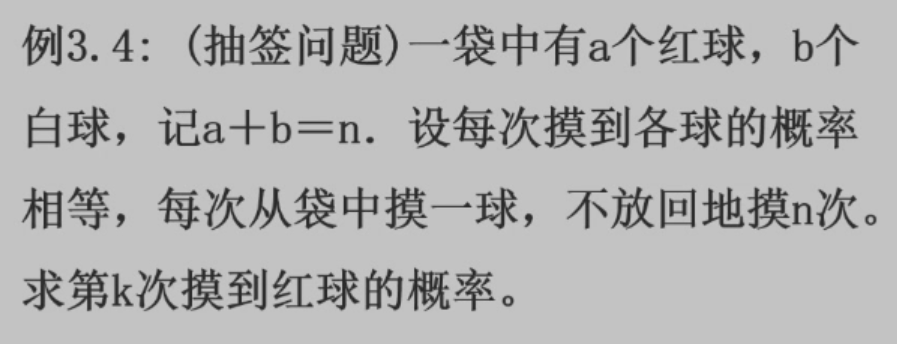 例3.4: (抽签问题)一袋中有a个红球，b个
白球，记a＋b＝n．设每次摸到各球的概率
相等，每次从袋中摸一球，不放回地摸n次。
求第k次摸到红球的概率。